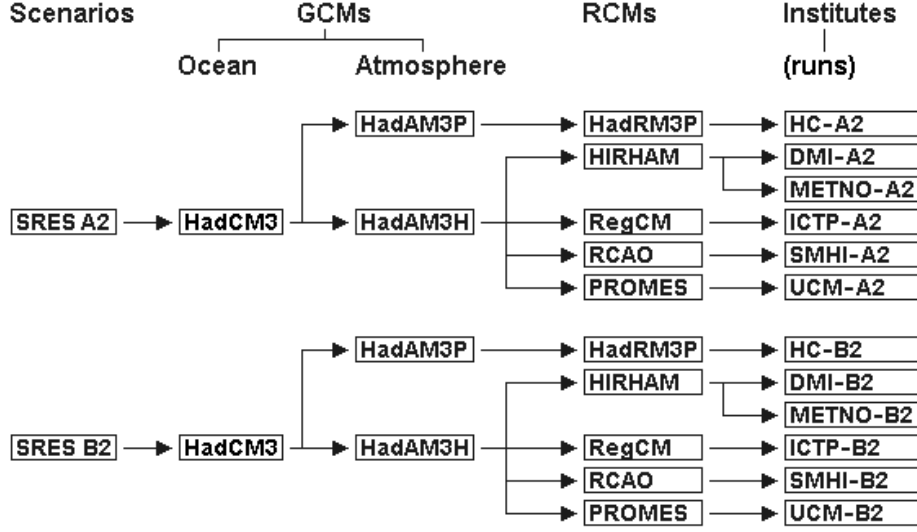 Scenarios GCMs RCMs Institutes
Ocean Atmosphere (runs)
HadAM3P HadRM3P HC-A2
HIRHAM DMI-A2
METNO-A2
SRES A2 HadCM3 HadAM3H RegCM ICTP-A2
RCAO SMHI-A2
PROMES UCM-A2
HadAM3P HadRM3P HC-B2
HIRHAM DMI-B2
METNO-B2
SRES B2 HadCM3 HadAM3H RegCM ICTP-B2
RCAO SMHI-B2
PROMES UCM-B2